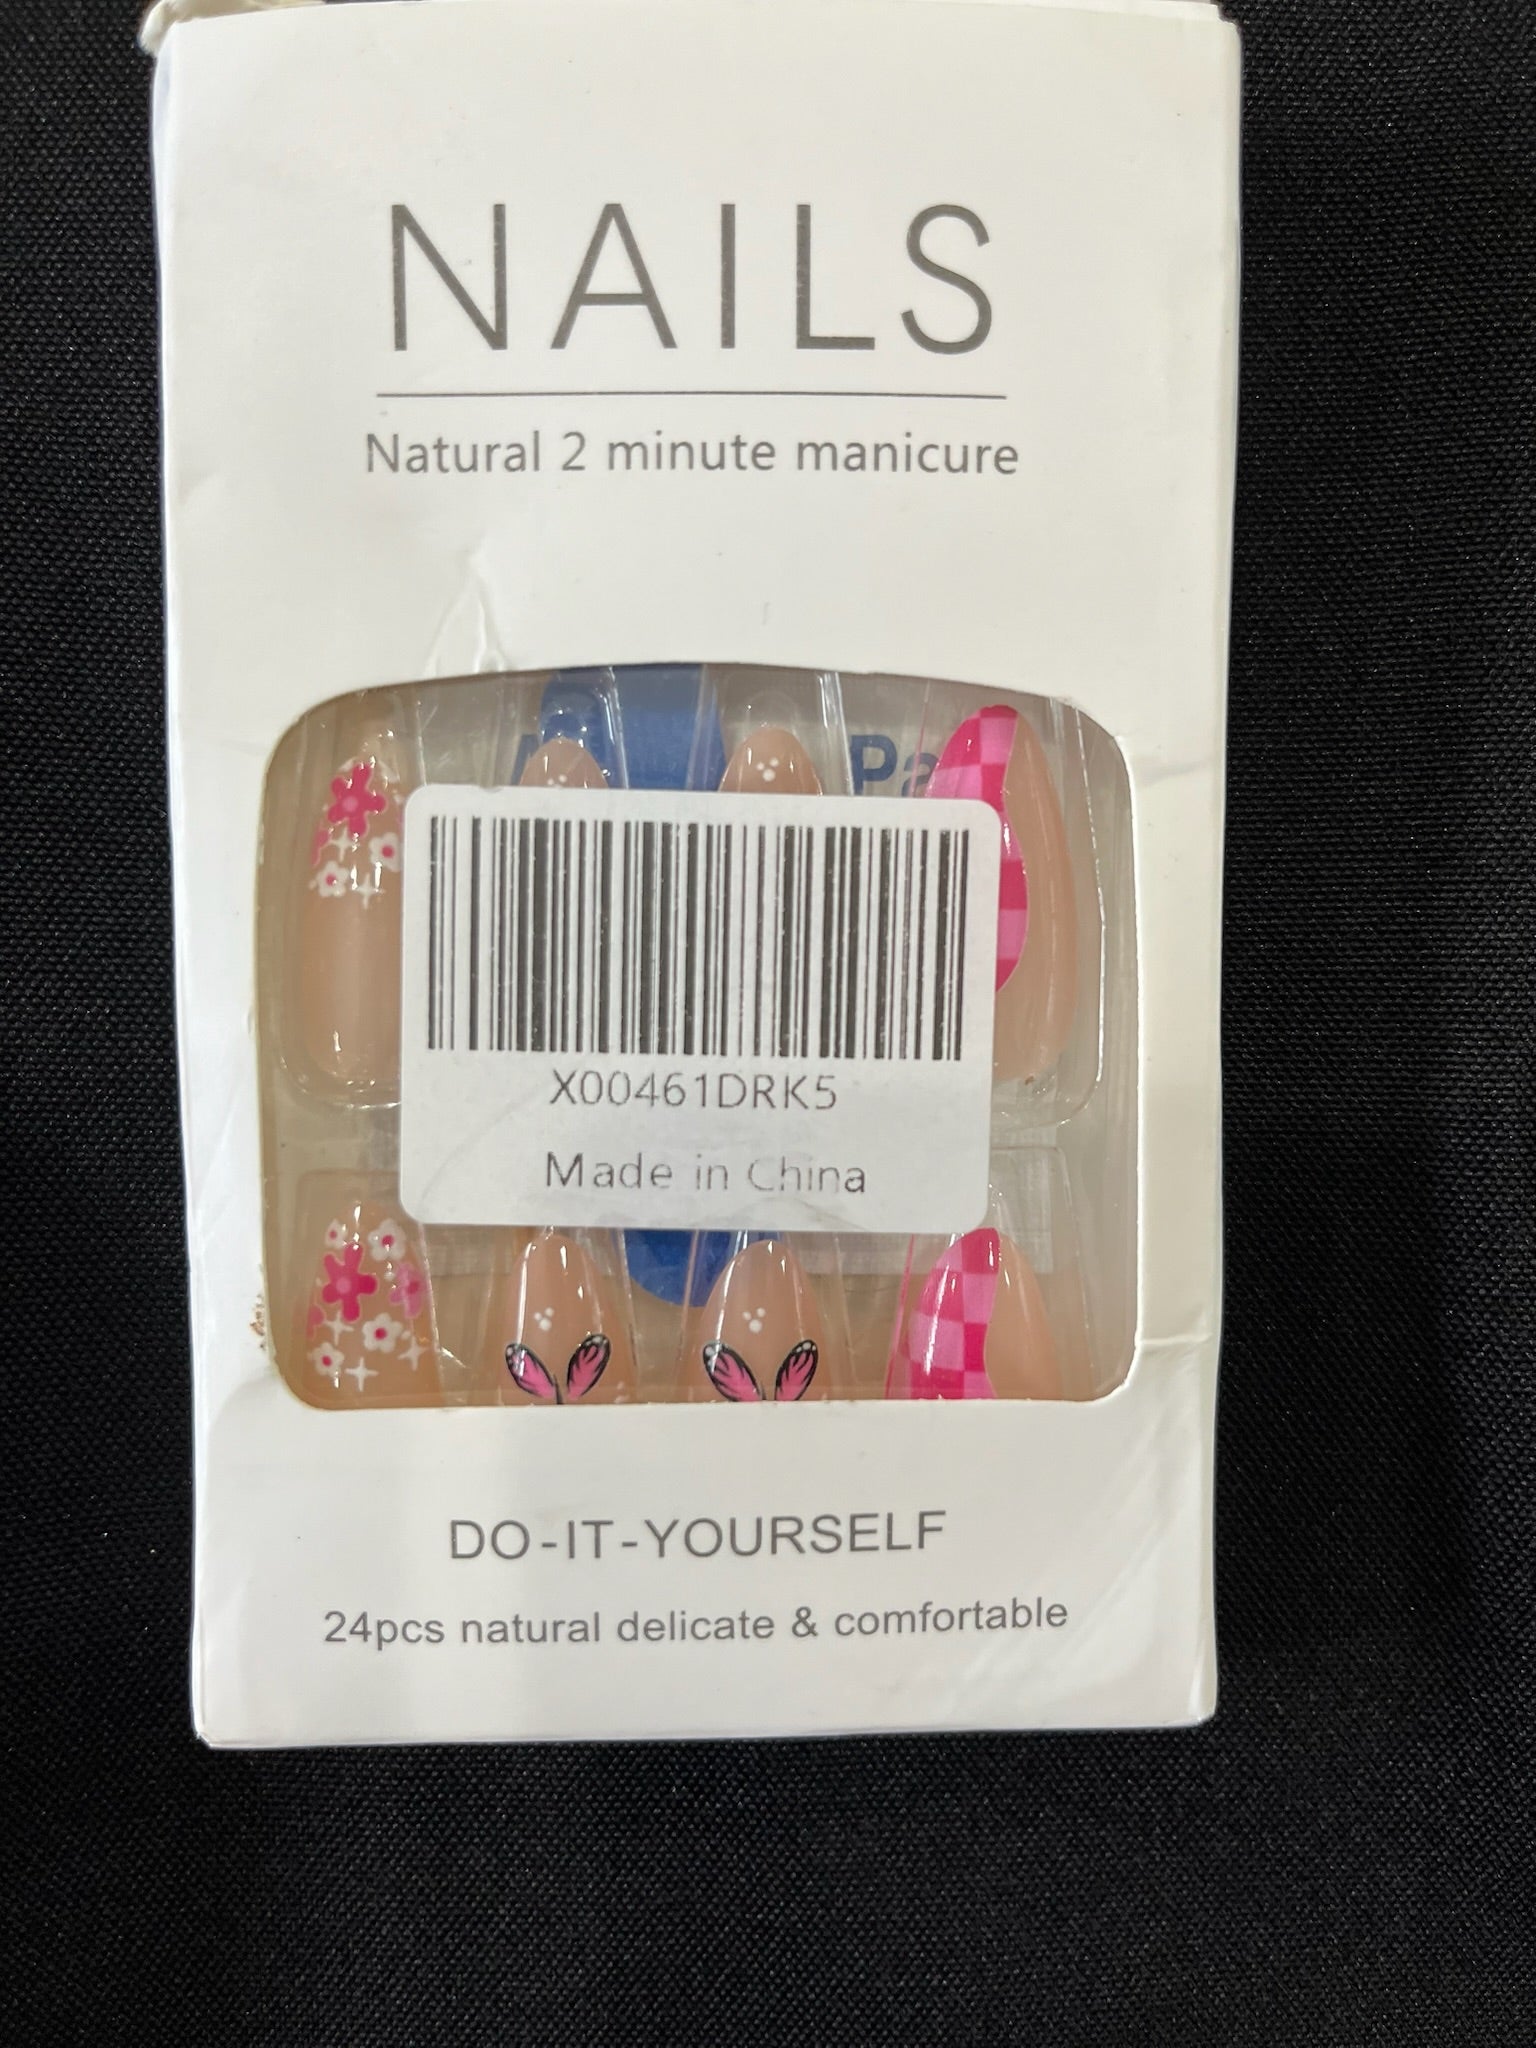 NAILS
Natural 2 minute manicure
X00461DRK5
Made in China
DO-IT-YOURSELF
24pcs natural delicate & comfortable